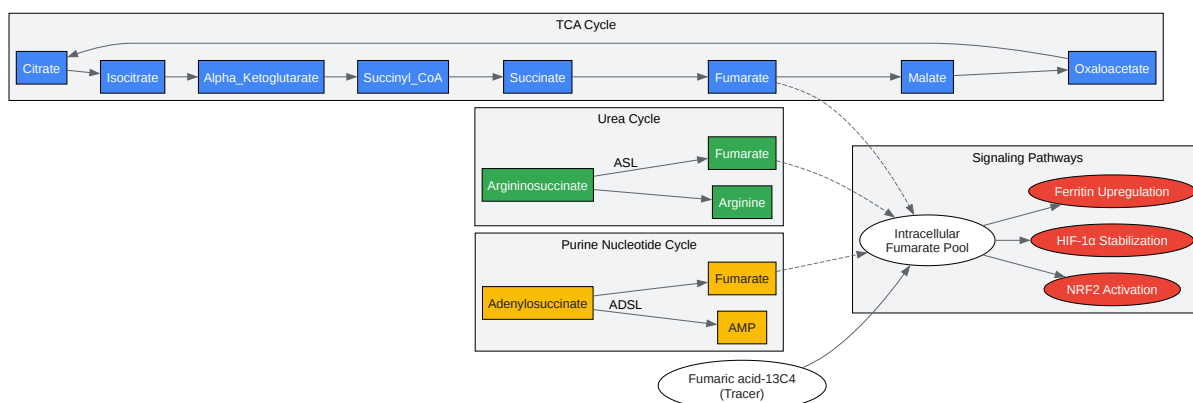 TCA Cycle
Citrate
Isocitrate
Alpha_Ketoglutarate
Succinyl_CoA
Succinate
Fumarate
Malate
Oxaloacetate
Urea Cycle
Argininosuccinate
ASL
Fumarate
Arginine
Purine Nucleotide Cycle
Adenylosuccinate
ADSL
Fumarate
AMP
Signaling Pathways
Intracellular
Fumarate Pool
Ferritin Upregulation
HIF-1α Stabilization
NRF2 Activation
Fumaric acid-13C4
(Tracer)